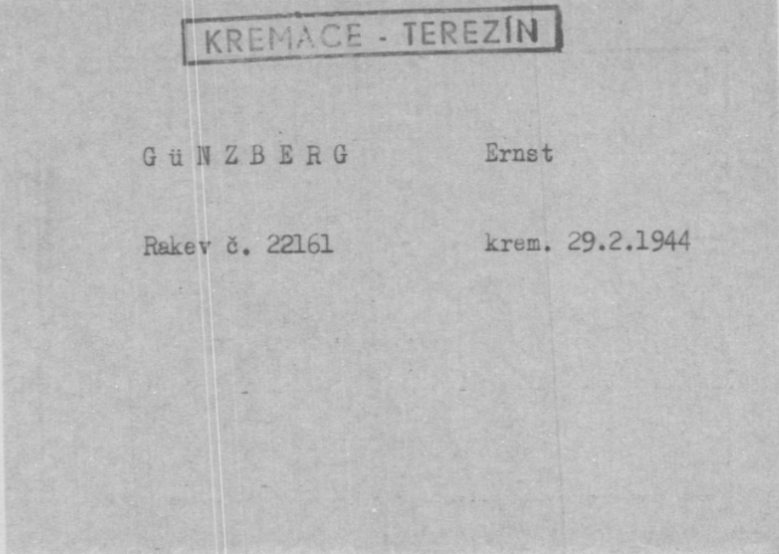 KREMACE - TEREZÍN
GüNZBERG Ernst
Rakev č. 22161 krem. 29.2.1944